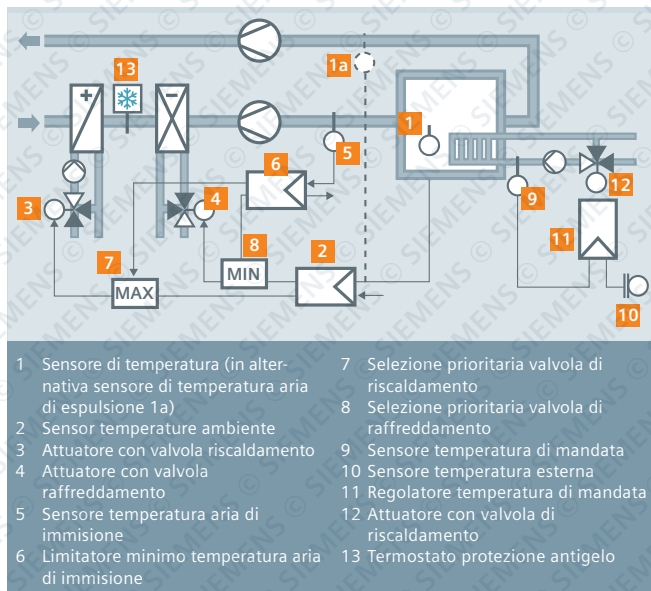 13
1a
+
−
1
6
5
3
4
9
12
8
2
11
7
MIN
MAX
10
1 Sensore di temperatura (in alter-
nativa sensore di temperatura aria
di espulsione 1a)
2 Sensor temperature ambiente
3 Attuatore con valvola riscaldamento
4 Attuatore con valvola
raffreddamento
5 Sensore temperatura aria di
immisione
6 Limitatore minimo temperatura aria
di immisione
7 Selezione prioritaria valvola di
riscaldamento
8 Selezione prioritaria valvola di
raffreddamento
9 Sensore temperatura di mandata
10 Sensore temperatura esterna
11 Regolatore temperatura di mandata
12 Attuatore con valvola di
riscaldamento
13 Termostato protezione antigelo
© SIEMENS